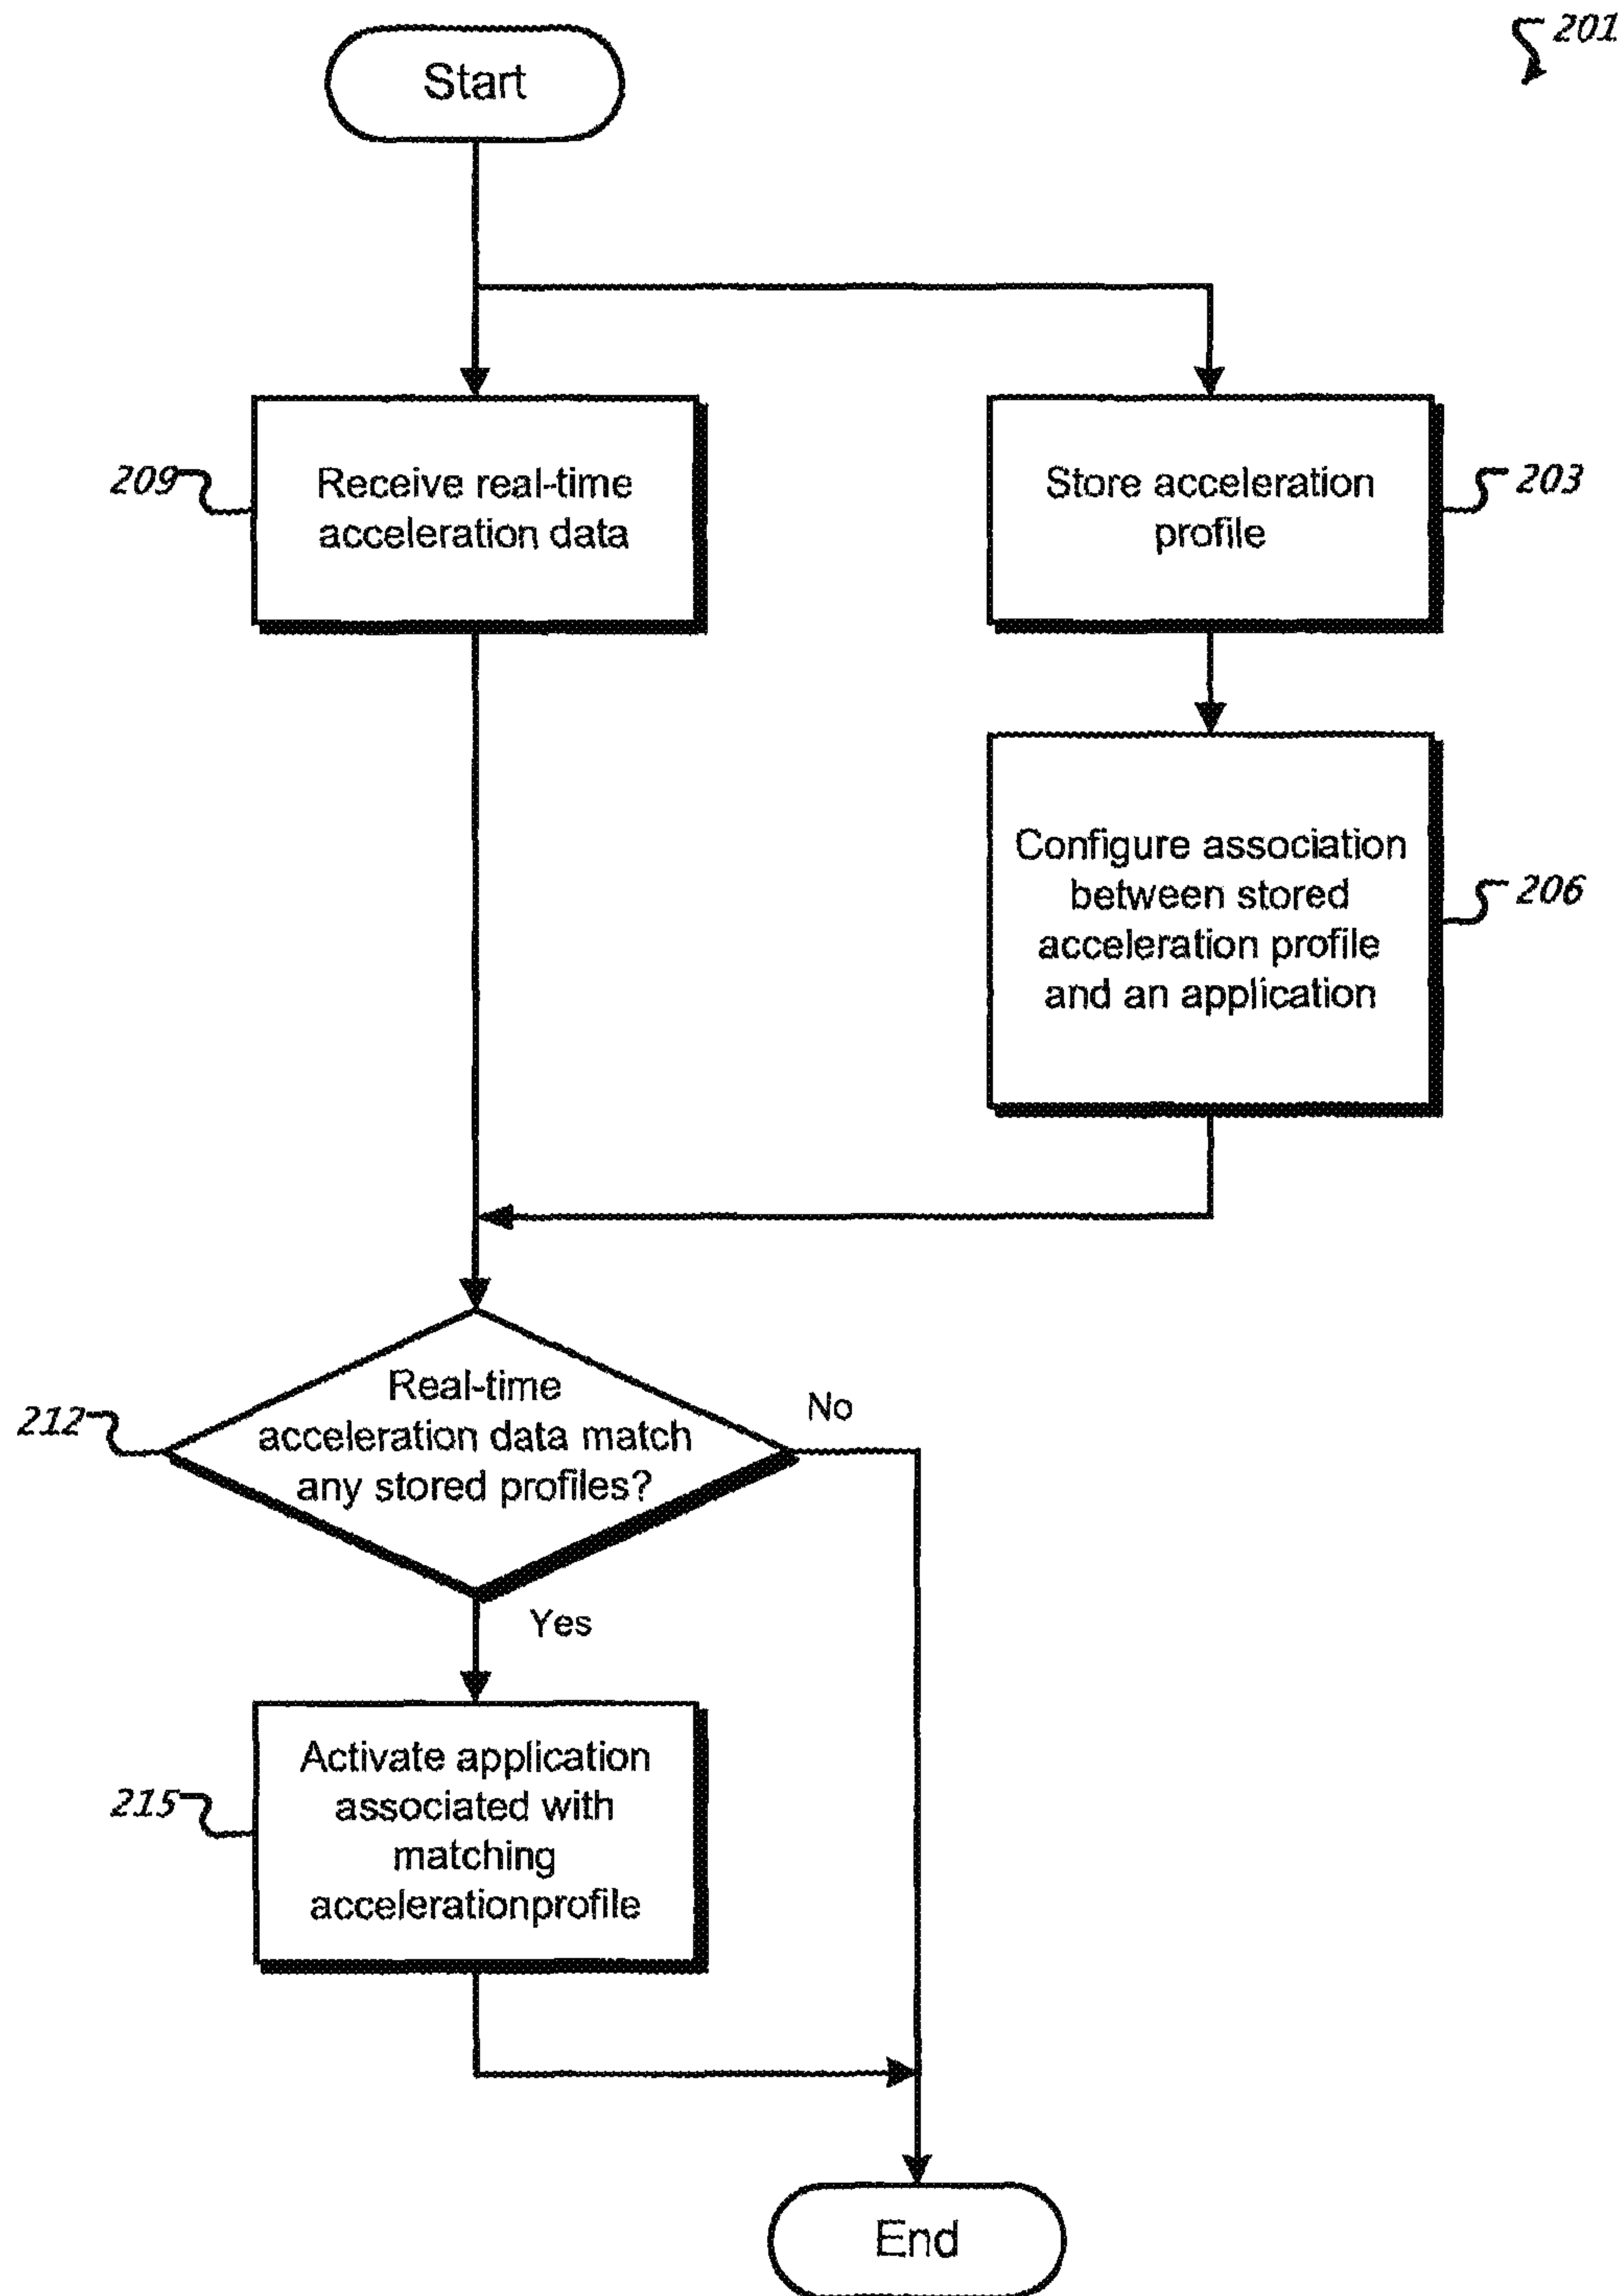 201
Start
209
Receive real-time
acceleration data
Store acceleration
profile
203
Configure association
between stored
acceleration profile
and an application
206
212
Real-time
acceleration data match
any stored profiles?
No
Yes
215
Activate application
associated with
matching
accelerationprofile
End